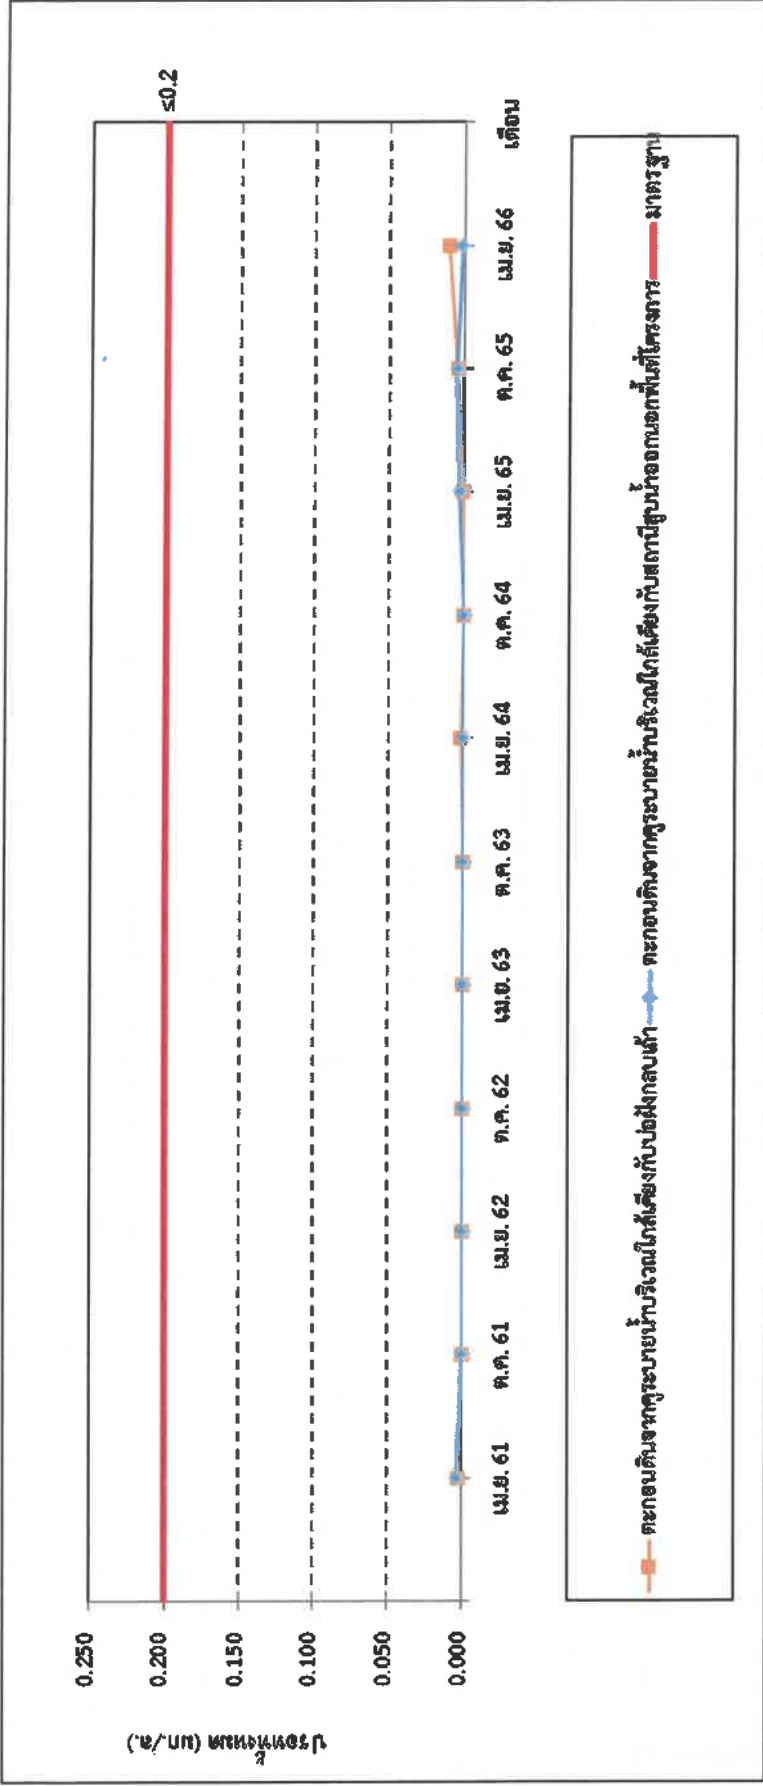 ปรอททั้งหมด (มก./ล.)
0.250
0.200
0.150
0.100
0.050
0.000
≤0.2
เม.ย. 61
ต.ค. 61
เม.ย. 62
ต.ค. 62
เม.ย. 63
ต.ค. 63
เม.ย. 64
ต.ค. 64
เม.ย. 65
ต.ค. 65
เม.ย. 66
เดือน
ตะกอนดินจากคูระบายน้ำบริเวณใกล้เคียงกับบ่อฝังกลบเถ้า
ตะกอนดินจากคูระบายน้ำบริเวณใกล้เคียงกับสถานีสูบน้ำออกนอกพื้นที่โครงการ
มาตรฐาน